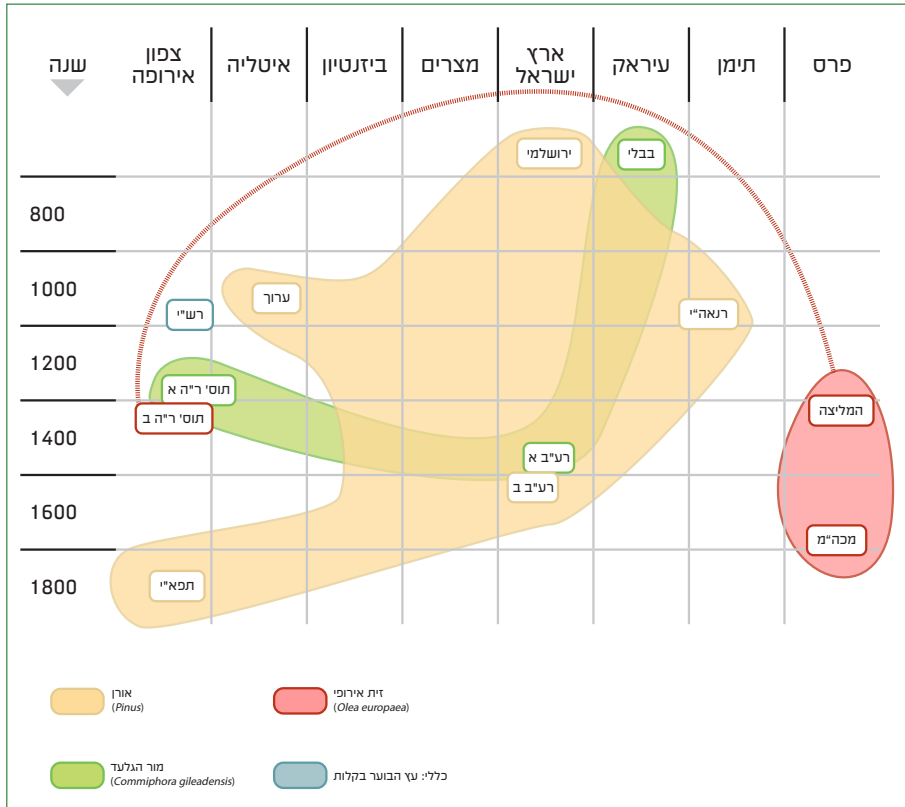 שנה
צפון
אירופה
איטליה
ביזנטיון
מצרים
ארץ
ישראל
עיראק
תימן
פרס
ירושלמי
בבלי
800
1000
ערוך
רש"י
רנאה"י
1200
תוס' ר"ה א
תוס' ר"ה ב
המליצה
1400
רע"ב א
רע"ב ב
1600
מכה"מ
1800
תפא"י
אורן
(Pinus)
זית אירופי
(Olea europaea)
מור הגלעד
(Commiphora gileadensis)
כללי: עץ הבוער בקלות